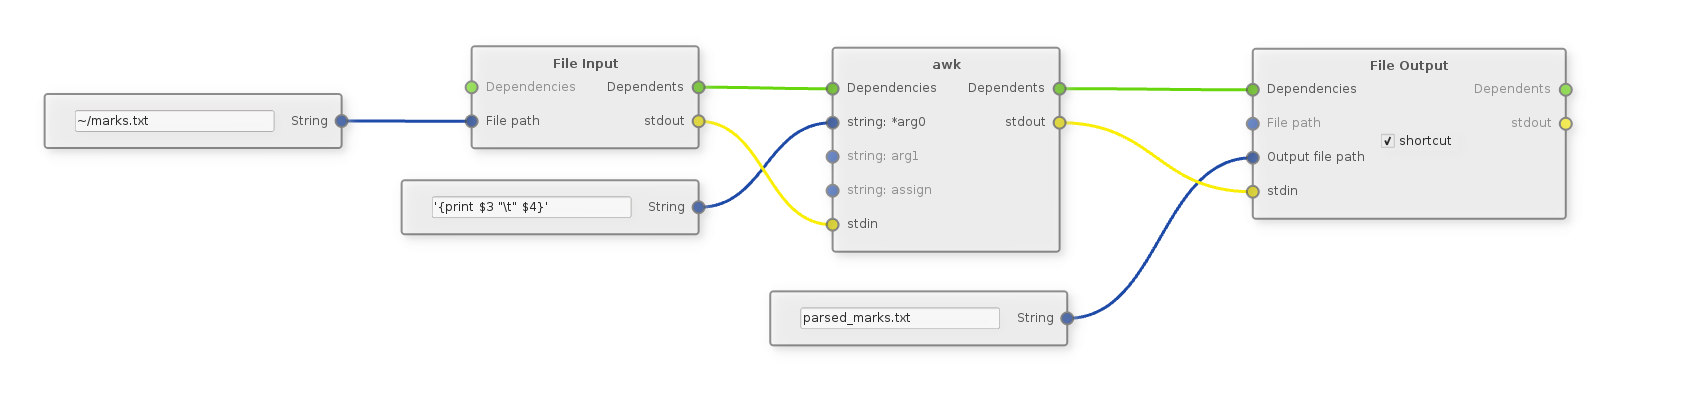 ~/marks.txt
String
File Input
Dependencies
Dependents
File path
stdout
'{print $3 "\t" $4}'
String
awk
Dependencies
Dependents
string: *arg0
stdout
string: arg1
string: assign
stdin
parsed_marks.txt
String
File Output
Dependencies
Dependents
File path
stdout
shortcut
Output file path
stdin